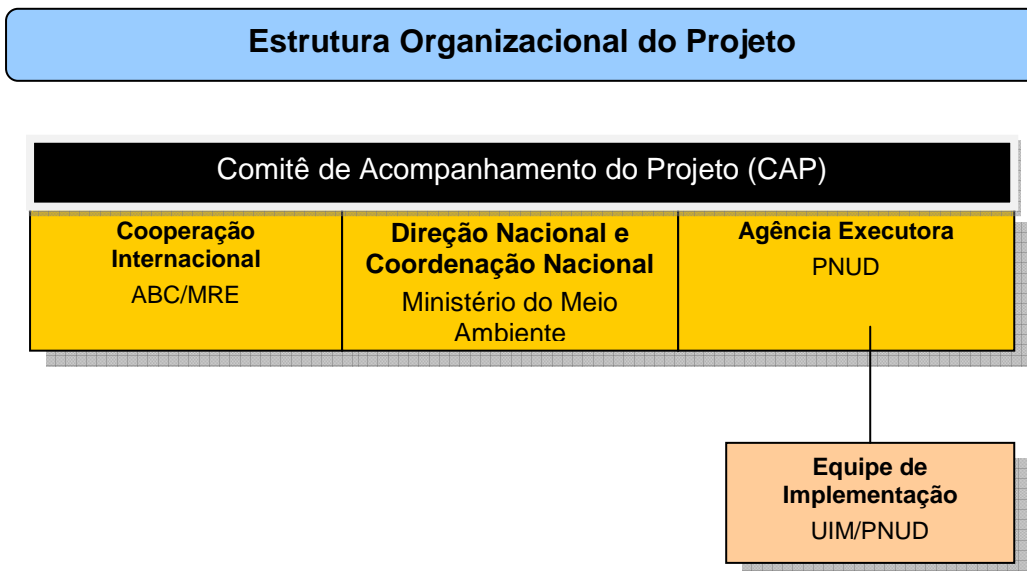 Estrutura Organizacional do Projeto
Comitê de Acompanhamento do Projeto (CAP)
Cooperação
Internacional
ABC/MRE
Direção Nacional e
Coordenação Nacional
Ministério do Meio
Ambiente
Agência Executora
PNUD
Equipe de
Implementação
UIM/PNUD